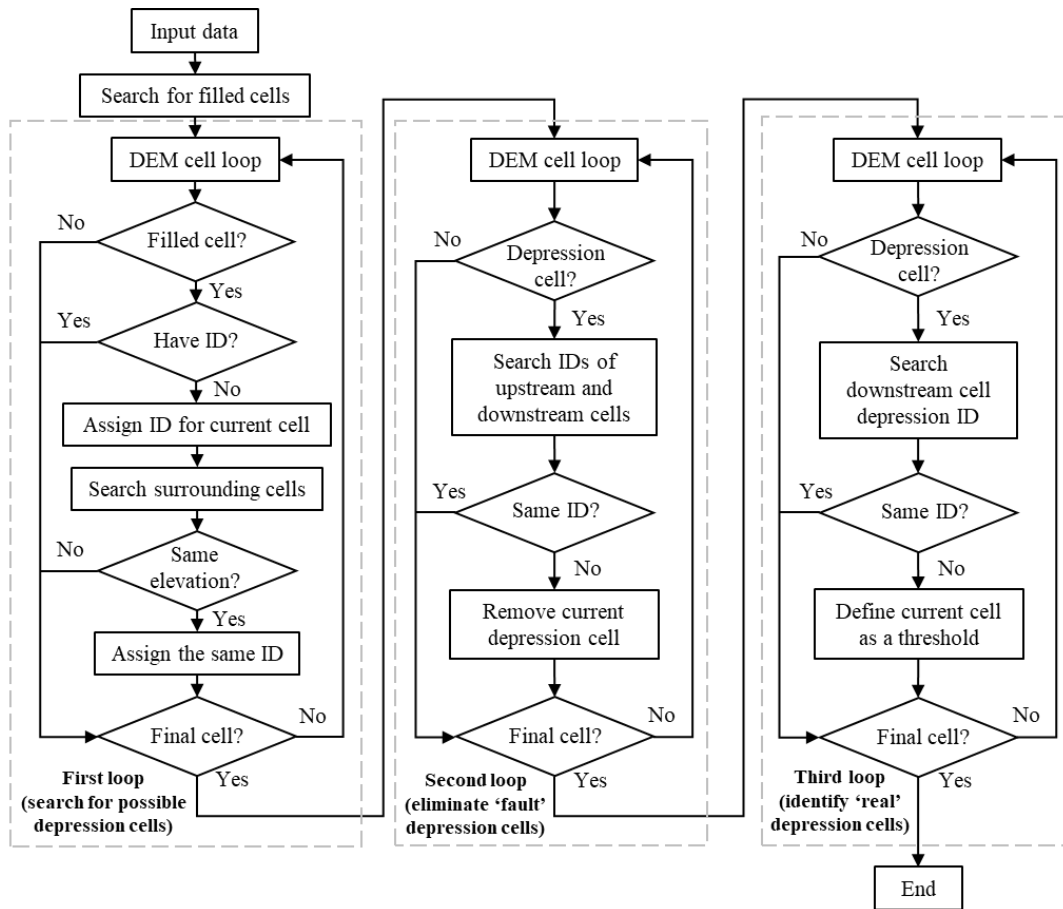 Input data
Search for filled cells
DEM cell loop
No
Filled cell?
Yes
Yes
Have ID?
No
Assign ID for current cell
Search surrounding cells
No
Same
elevation?
Yes
Assign the same ID
Final cell?
No
Yes
First loop
(search for possible
depression cells)
DEM cell loop
No
Depression
cell?
Yes
Search IDs of
upstream and
downstream cells
Yes
Same ID?
No
Remove current
depression cell
Final cell?
No
Yes
Second loop
(eliminate ‘fault’
depression cells)
DEM cell loop
No
Depression
cell?
Yes
Search
downstream cell
depression ID
Yes
Same ID?
No
Define current cell
as a threshold
Final cell?
No
Yes
Third loop
(identify ‘real’
depression cells)
End